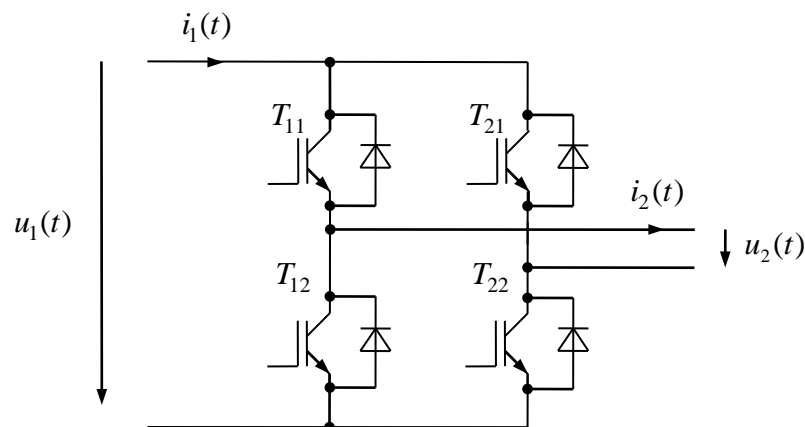 i₁(t)
T₁₁
T₂₁
i₂(t)
u₁(t)
u₂(t)
T₁₂
T₂₂